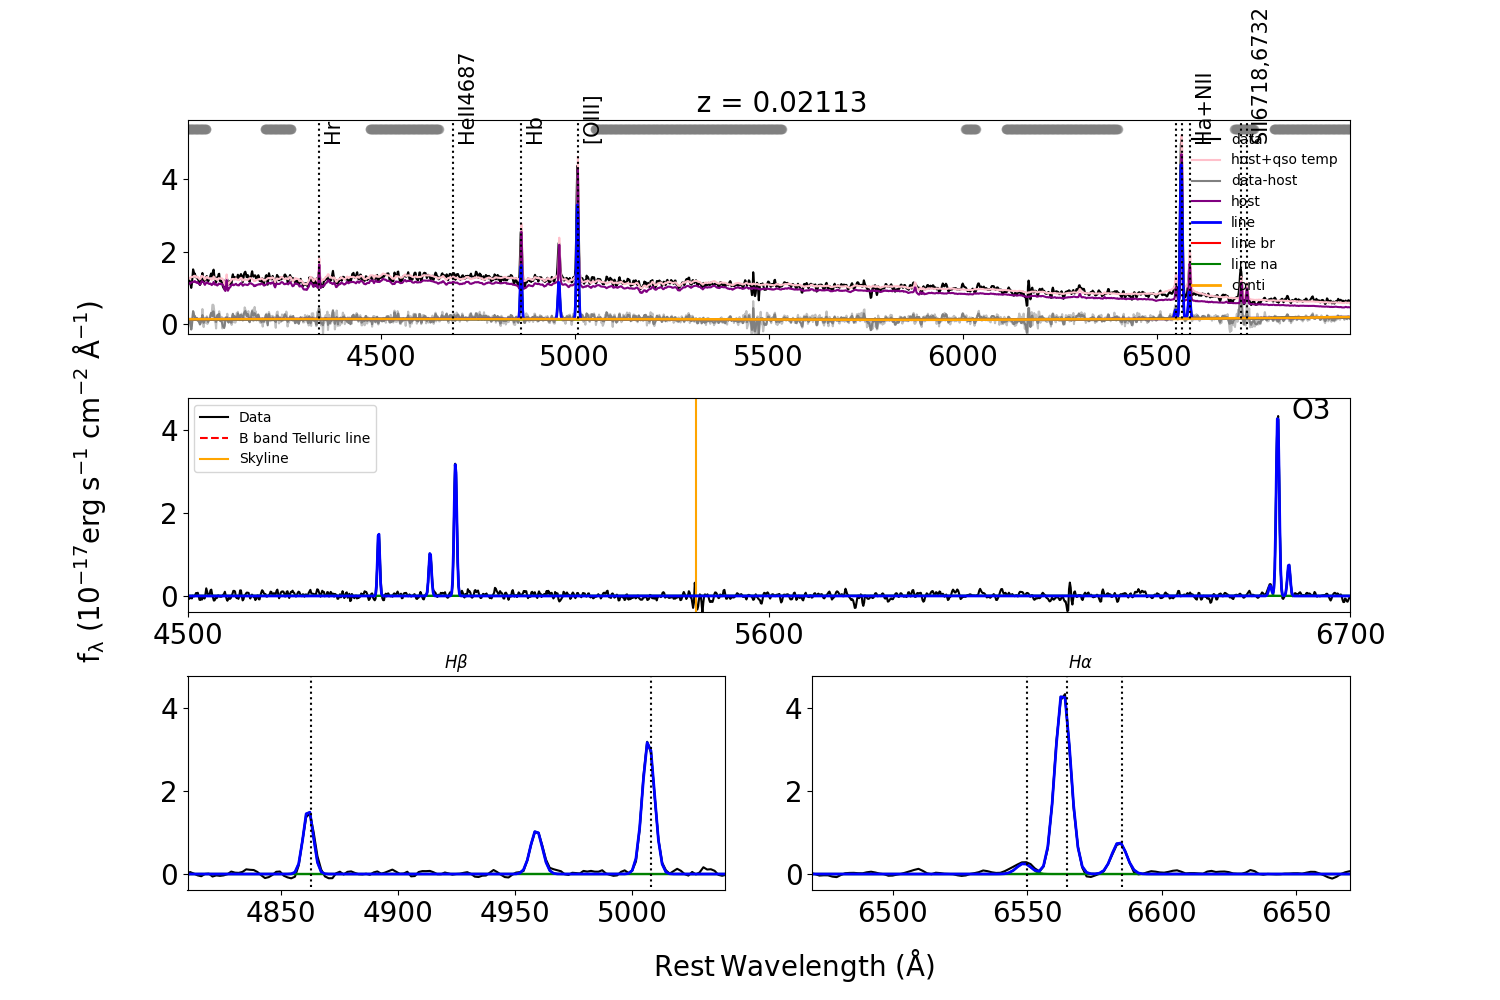 z = 0.02113
Hr
HeII4687
Hb
[OIII]
Ha+NII
SII6718,6732
data
host+qso temp
data-host
host
line
line br
line na
conti
4
2
0
4500 5000 5500 6000 6500
fλ (10−17erg s−1 cm−2 Å−1)
Data
B band Telluric line
Skyline
O3
4
2
0
4500 5600 6700
Hβ
4
2
0
4850 4900 4950 5000
Hα
4
2
0
6500 6550 6600 6650
Rest Wavelength (Å)